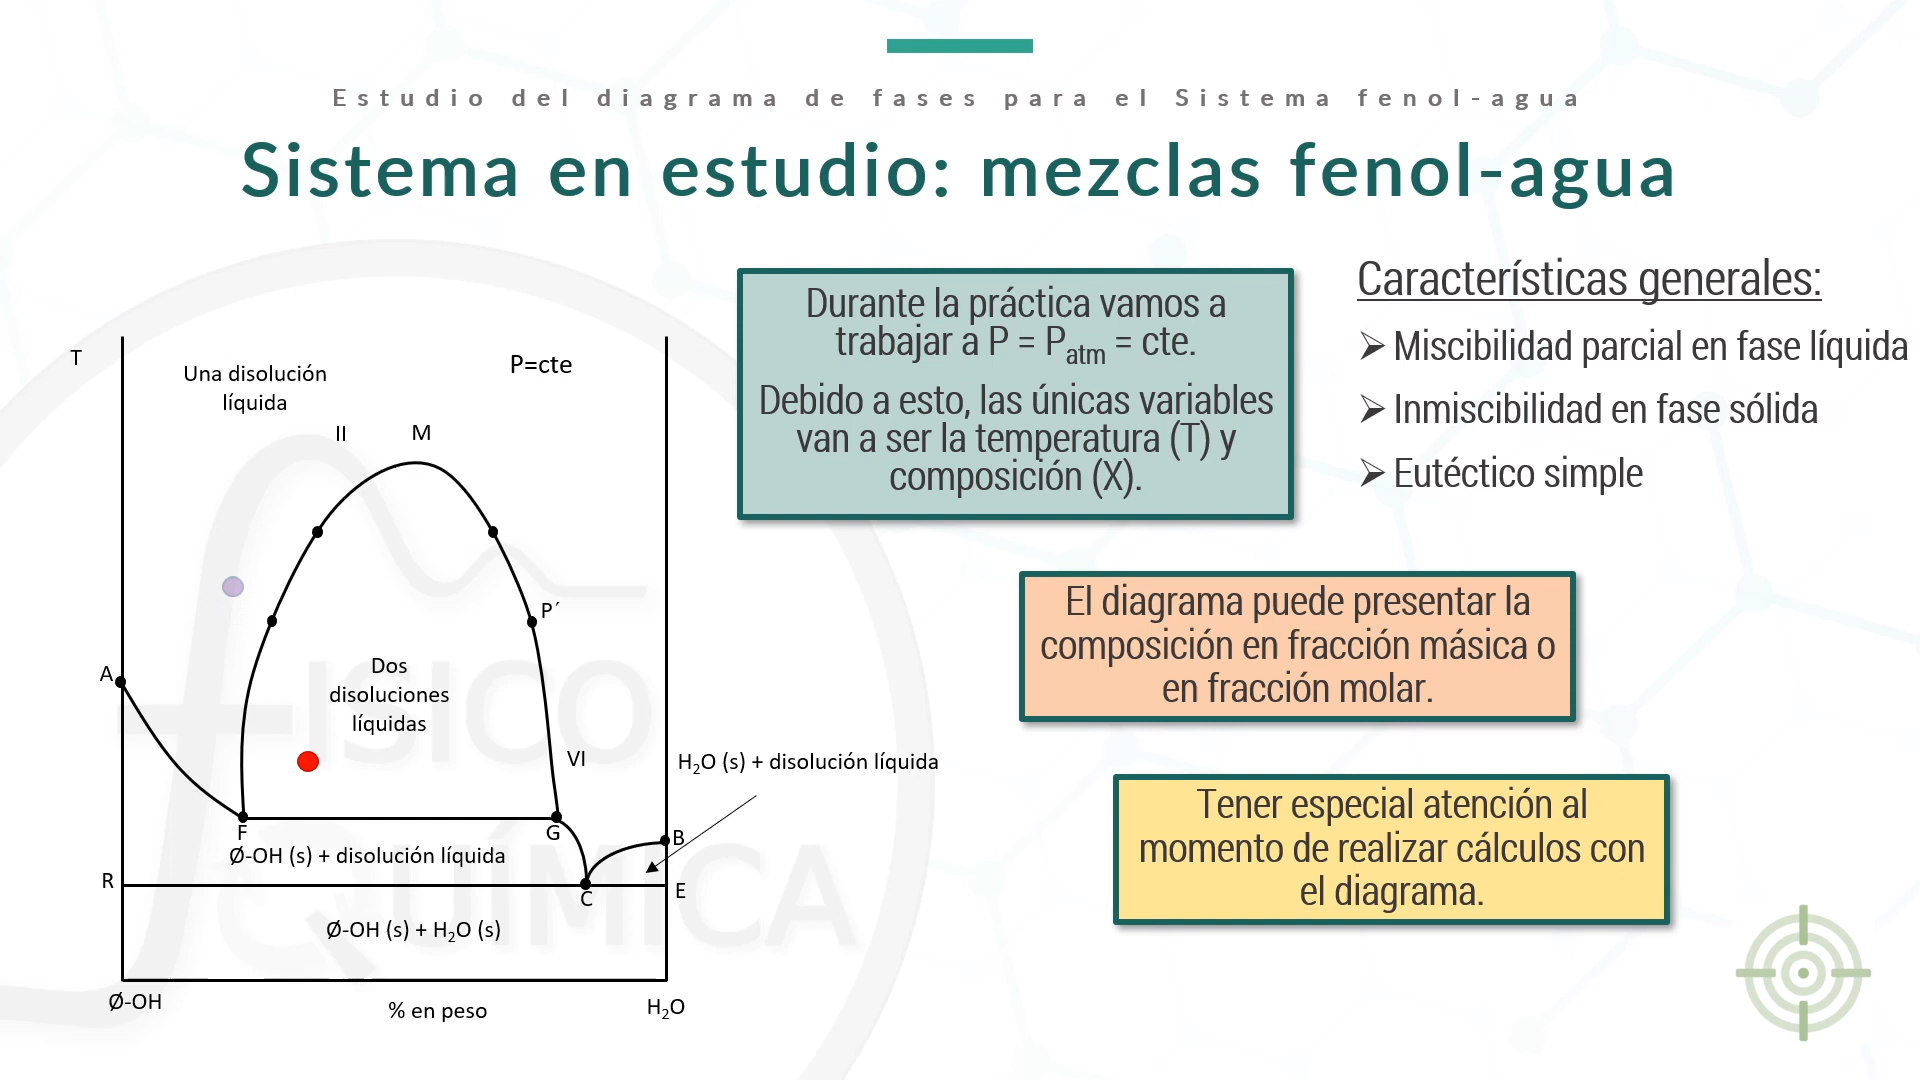 Estudio del diagrama de fases para el Sistema fenol-agua
Sistema en estudio: mezclas fenol-agua
T
Una disolución
líquida
P=cte
II
M
P´
A
Dos
disoluciones
líquidas
VI
H₂O (s) + disolución líquida
F
G
B
Ø-OH (s) + disolución líquida
R
C
E
Ø-OH (s) + H₂O (s)
Ø-OH
% en peso
H₂O
FISICO
QUÍMICA
Durante la práctica vamos a
trabajar a P = Pₐₜₘ = cte.
Debido a esto, las únicas variables
van a ser la temperatura (T) y
composición (X).
Características generales:
➢ Miscibilidad parcial en fase líquida
➢ Inmiscibilidad en fase sólida
➢ Eutéctico simple
El diagrama puede presentar la
composición en fracción másica o
en fracción molar.
Tener especial atención al
momento de realizar cálculos con
el diagrama.